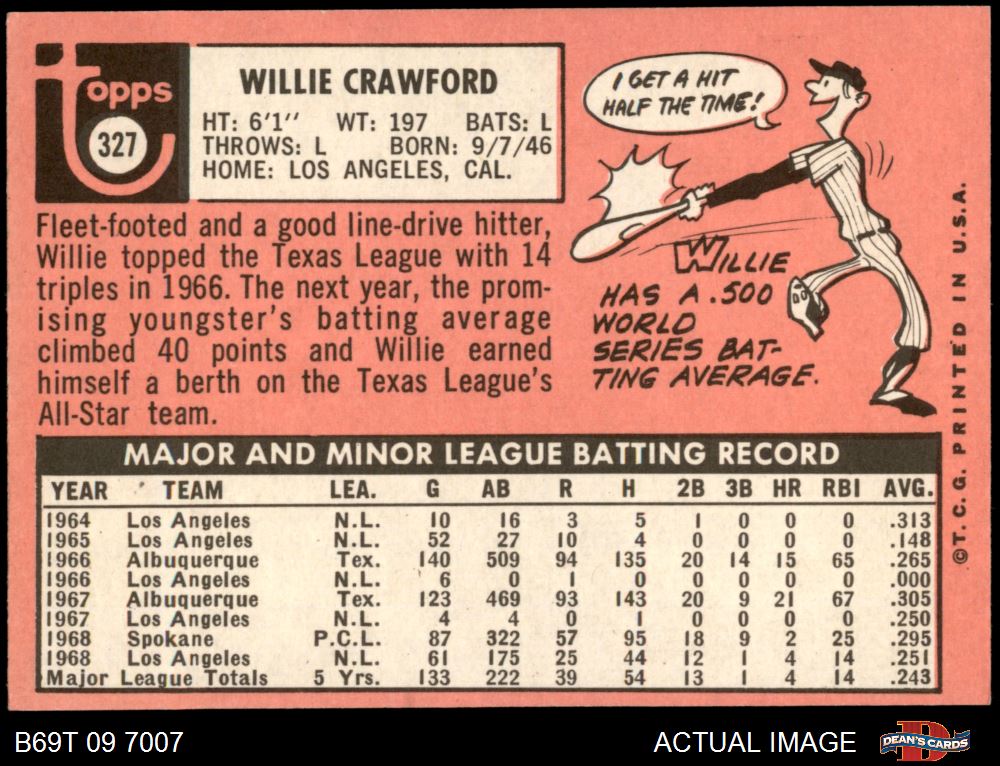 topps
327
WILLIE CRAWFORD
HT: 6'1" WT: 197 BATS: L
THROWS: L BORN: 9/7/46
HOME: LOS ANGELES, CAL.
Fleet-footed and a good line-drive hitter,
Willie topped the Texas League with 14
triples in 1966. The next year, the prom-
ising youngster's batting average
climbed 40 points and Willie earned
himself a berth on the Texas League's
All-Star team.
I GET A HIT
HALF THE TIME!
WILLIE
HAS A .500
WORLD
SERIES BAT-
TING AVERAGE.
©T. C. G. PRINTED IN U.S.A.
MAJOR AND MINOR LEAGUE BATTING RECORD
YEAR TEAM LEA. G AB R H 2B 3B HR RBI AVG.
1964 Los Angeles N.L. 10 16 3 5 1 0 0 0 .313
1965 Los Angeles N.L. 52 27 10 4 0 0 0 0 .148
1966 Albuquerque Tex. 140 509 94 135 20 14 15 65 .265
1966 Los Angeles N.L. 6 0 1 0 0 0 0 0 .000
1967 Albuquerque Tex. 123 469 93 143 20 9 21 67 .305
1967 Los Angeles N.L. 4 4 0 1 0 0 0 0 .250
1968 Spokane P.C.L. 87 322 57 95 18 9 2 25 .295
1968 Los Angeles N.L. 61 175 25 44 12 1 4 14 .251
Major League Totals 5 Yrs. 133 222 39 54 13 1 4 14 .243
B69T 09 7007
ACTUAL IMAGE
D
DEAN'S CARDS